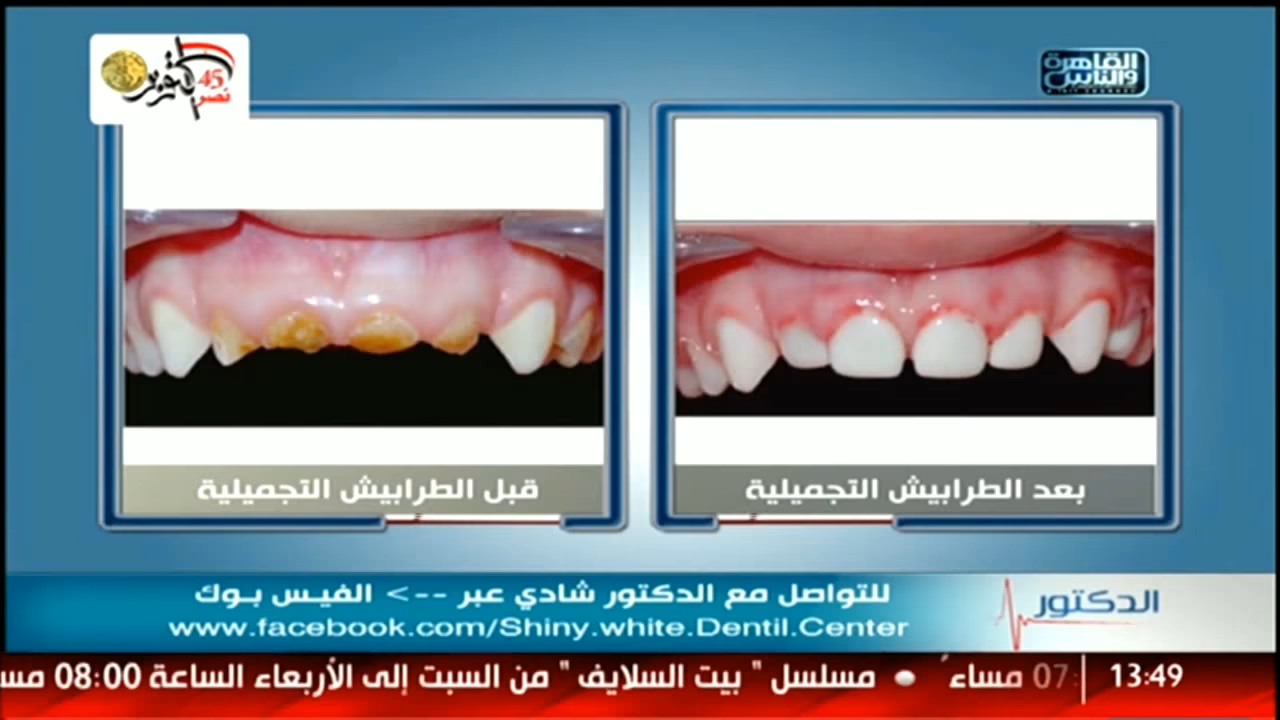 45
نصر
أكتوبر
القاهرة
والناس
قبل الطرابيش التجميلية
بعد الطرابيش التجميلية
للتواصل مع الدكتور شادي عبر --> الفيس بوك
www.facebook.com/Shiny.white.Dentil.Center
الدكتور
13:49
07: مساءً • مسلسل " بيت السلايف " من السبت إلى الأربعاء الساعة 08:00 مس